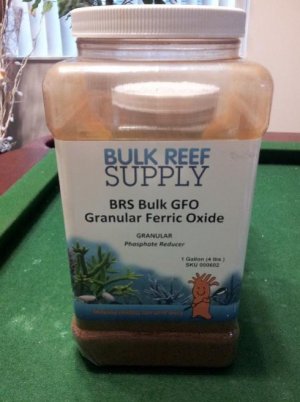 BULK REEF
SUPPLY
BRS Bulk GFO
Granular Ferric Oxide
GRANULAR
Phosphate Reducer
1 Gallon (4 lbs.)
SKU 000602